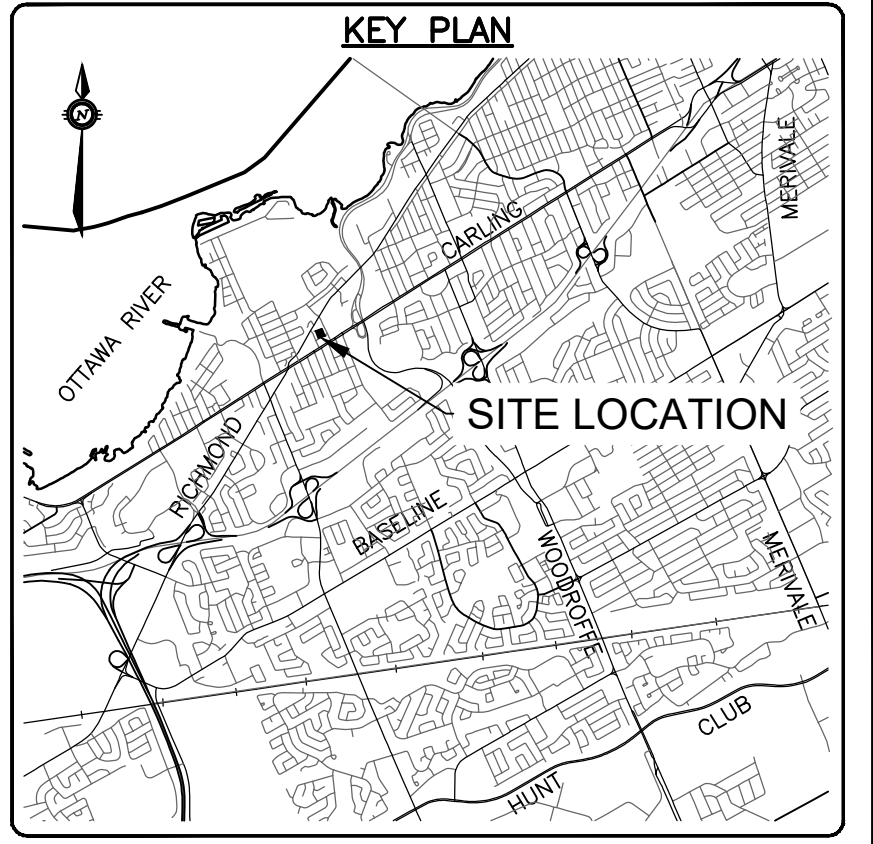 KEY PLAN
N
MERIVALE
CARLING
OTTAWA RIVER
SITE LOCATION
RICHMOND
BASELINE
WOODROFFE
MERIVALE
CLUB
HUNT